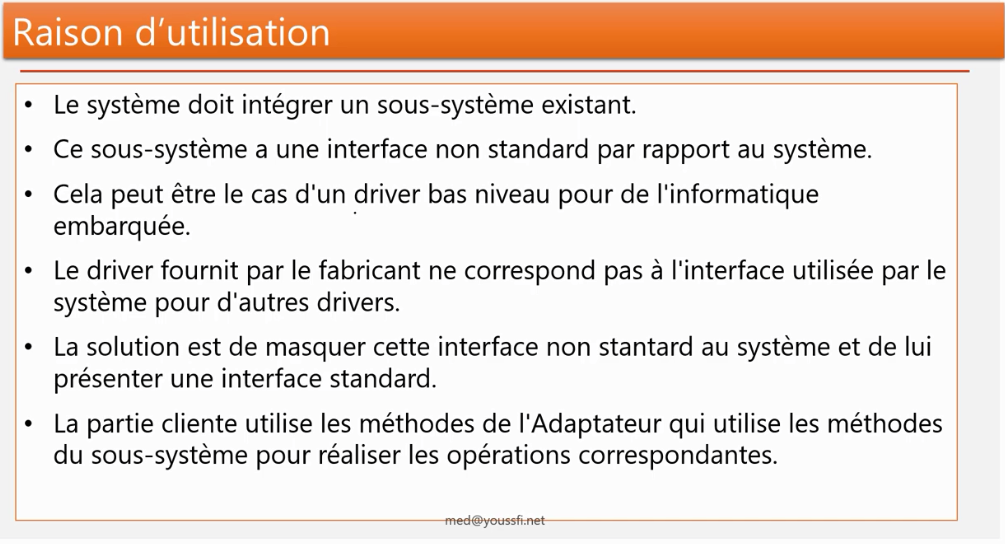 Raison d’utilisation
• Le système doit intégrer un sous-système existant.
• Ce sous-système a une interface non standard par rapport au système.
• Cela peut être le cas d'un driver bas niveau pour de l'informatique
embarquée.
• Le driver fournit par le fabricant ne correspond pas à l'interface utilisée par le
système pour d'autres drivers.
• La solution est de masquer cette interface non stantard au système et de lui
présenter une interface standard.
• La partie cliente utilise les méthodes de l'Adaptateur qui utilise les méthodes
du sous-système pour réaliser les opérations correspondantes.
med@youssfi.net